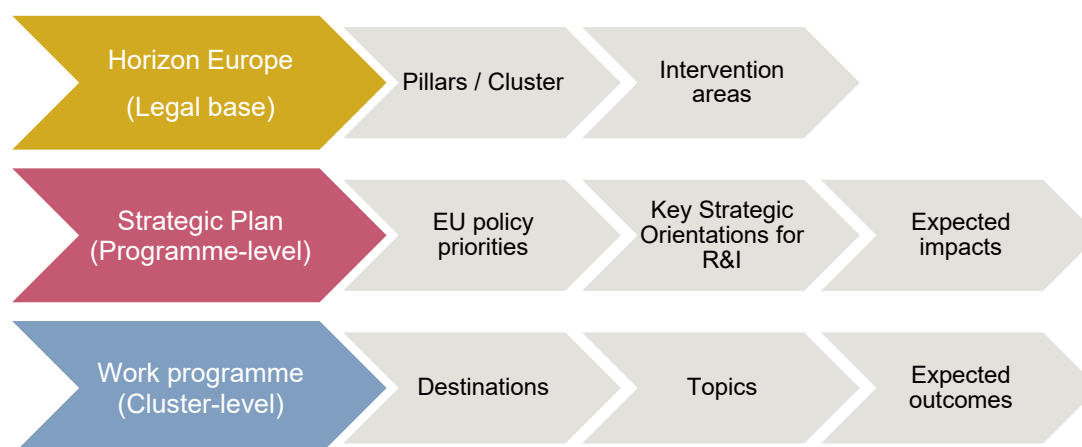 Horizon Europe
(Legal base)
Pillars / Cluster
Intervention
areas
Strategic Plan
(Programme-level)
EU policy
priorities
Key Strategic
Orientations for
R&I
Expected
impacts
Work programme
(Cluster-level)
Destinations
Topics
Expected
outcomes